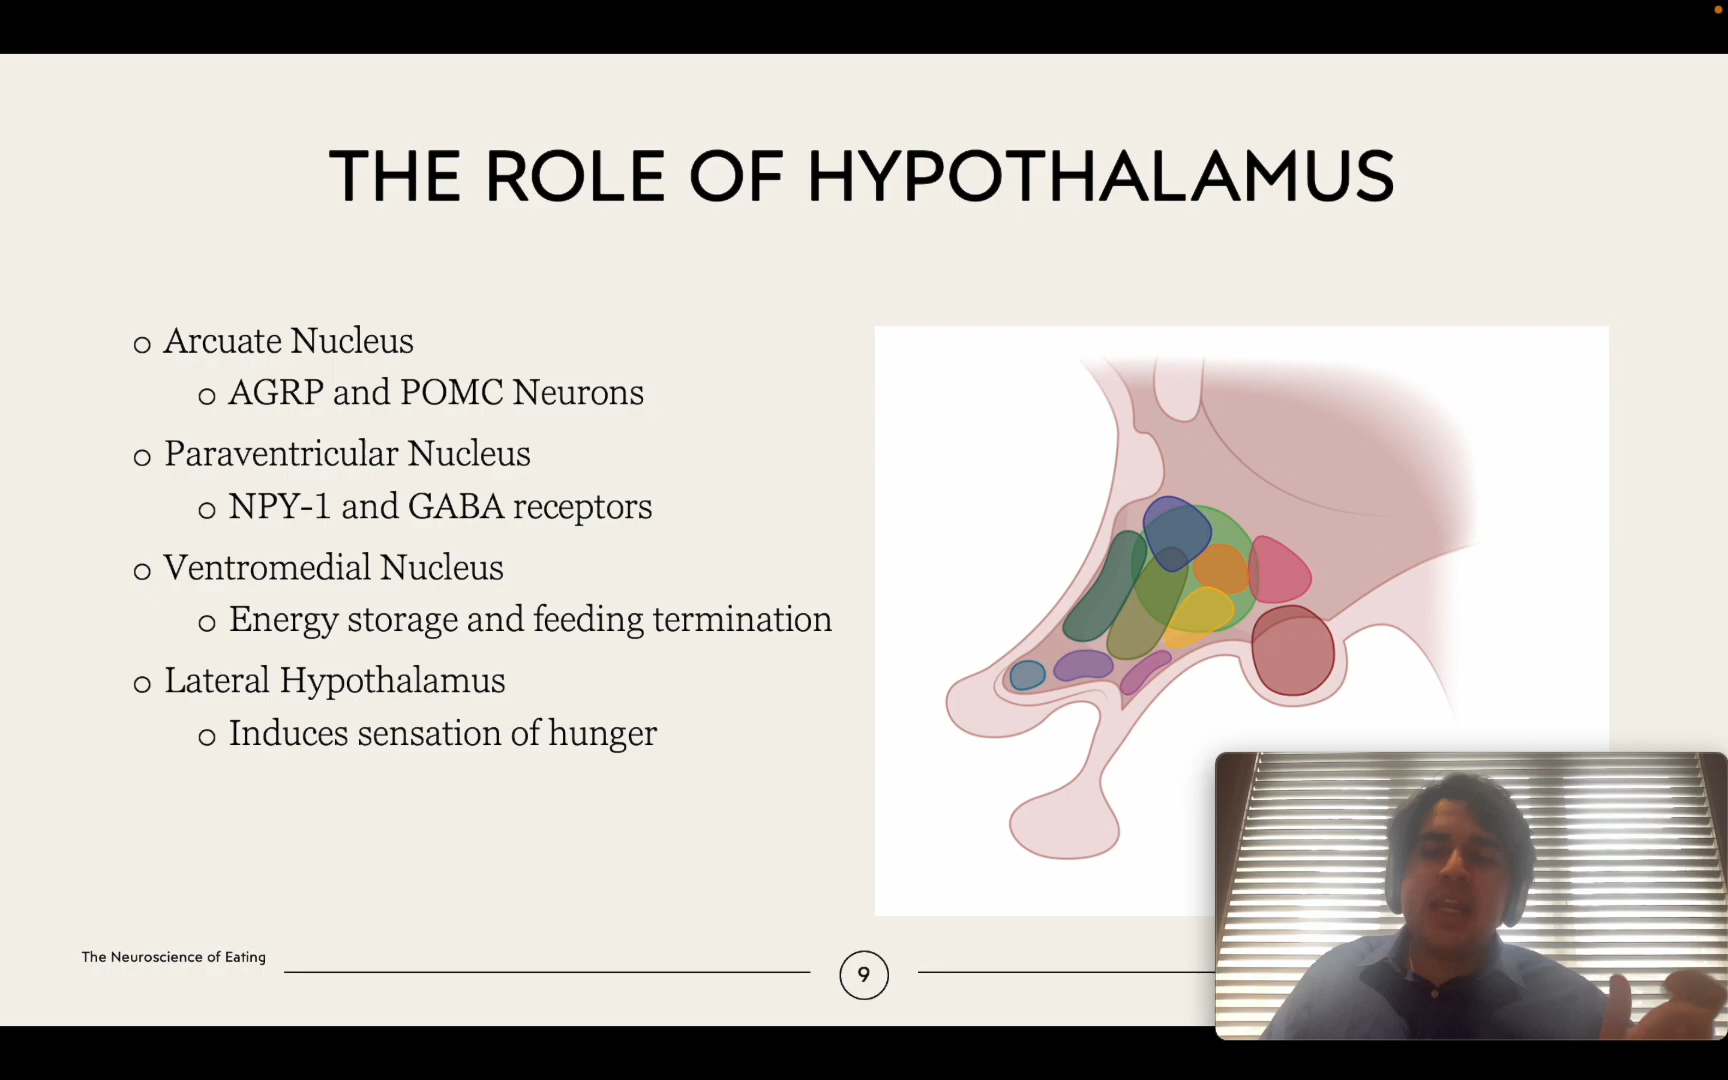 THE ROLE OF HYPOTHALAMUS
Arcuate Nucleus
AGRP and POMC Neurons
Paraventricular Nucleus
NPY-1 and GABA receptors
Ventromedial Nucleus
Energy storage and feeding termination
Lateral Hypothalamus
Induces sensation of hunger
The Neuroscience of Eating
9